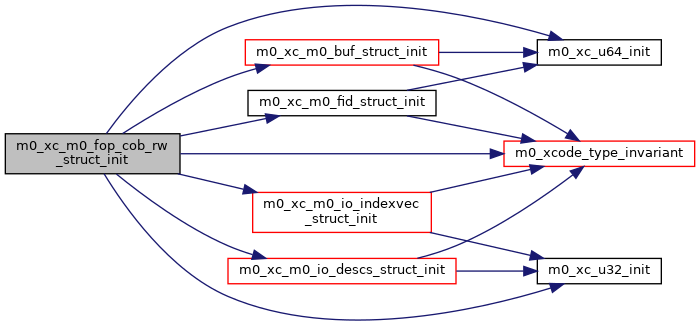 m0_xc_m0_fop_cob_rw
_struct_init
m0_xc_m0_buf_struct_init
m0_xc_m0_fid_struct_init
m0_xc_m0_io_indexvec
_struct_init
m0_xc_m0_io_descs_struct_init
m0_xc_u64_init
m0_xcode_type_invariant
m0_xc_u32_init